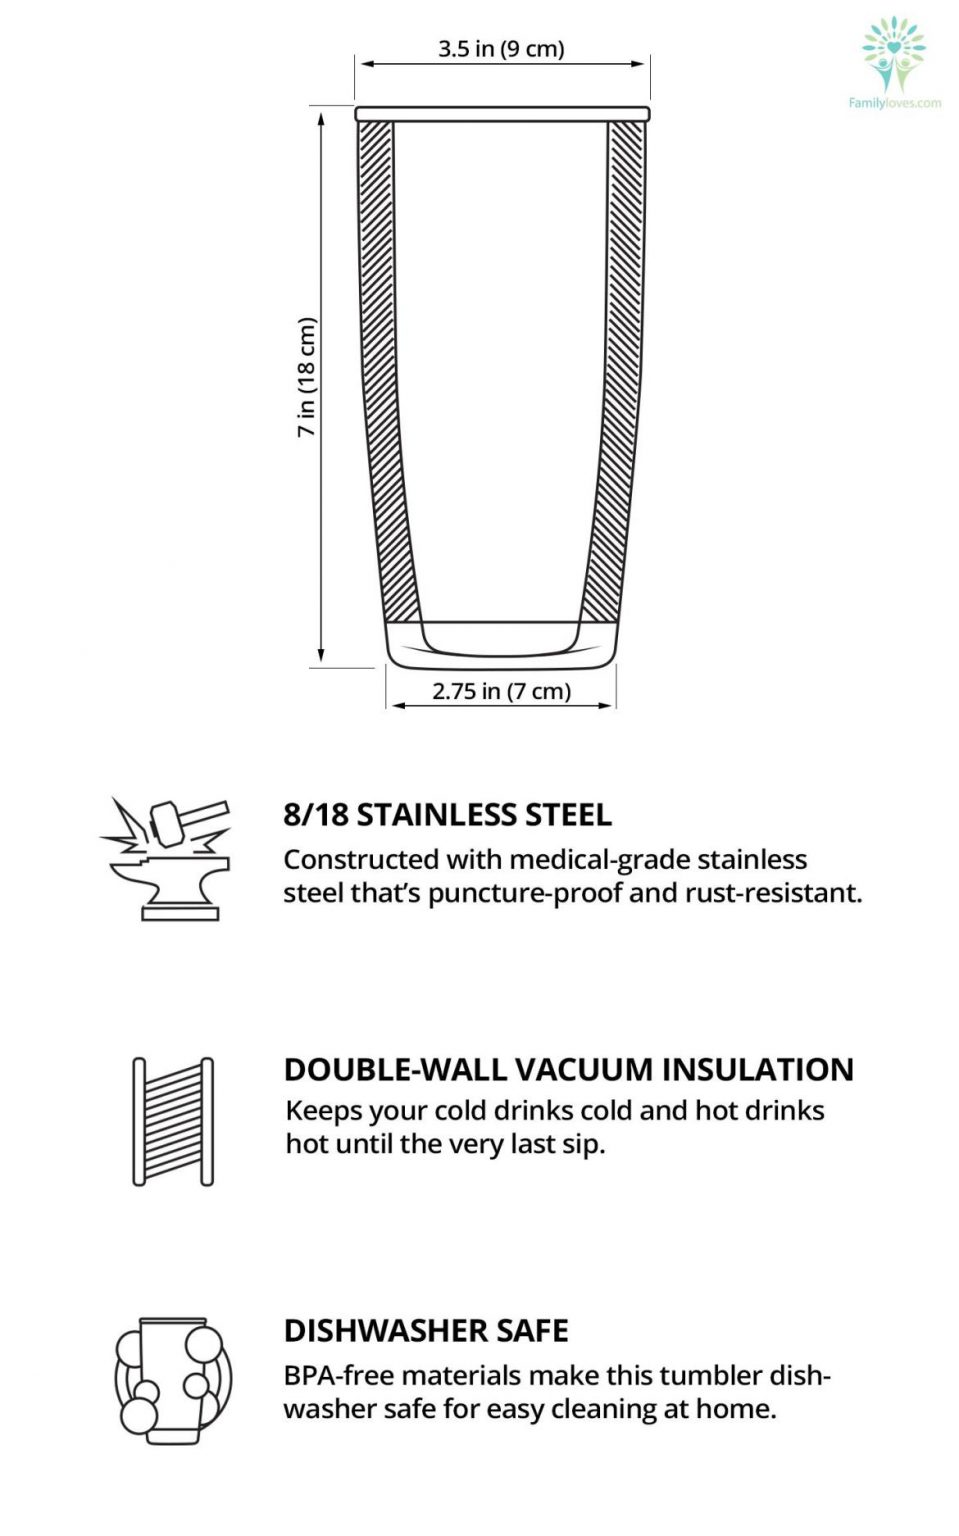 3.5 in (9 cm)
Familyloves.com
7 in (18 cm)
2.75 in (7 cm)
8/18 STAINLESS STEEL
Constructed with medical-grade stainless
steel that’s puncture-proof and rust-resistant.
DOUBLE-WALL VACUUM INSULATION
Keeps your cold drinks cold and hot drinks
hot until the very last sip.
DISHWASHER SAFE
BPA-free materials make this tumbler dish-
washer safe for easy cleaning at home.